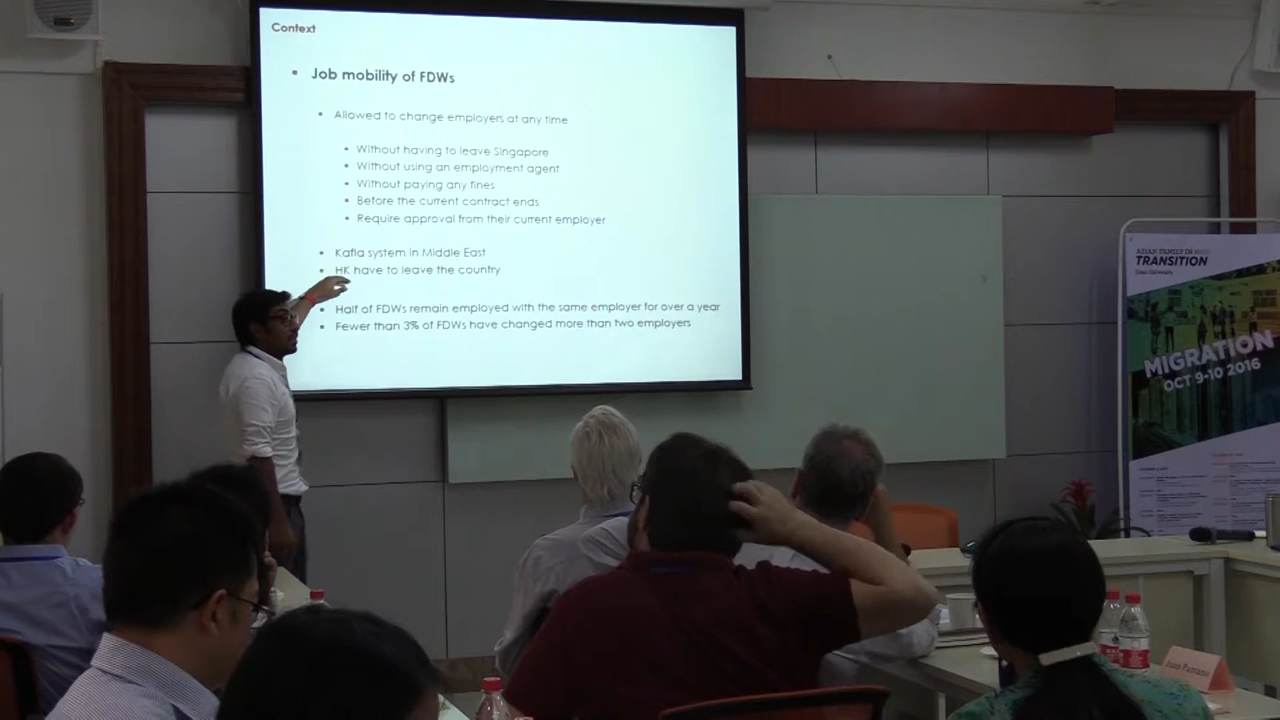 Context
Job mobility of FDWs
Allowed to change employers at any time
Without having to leave Singapore
Without using an employment agent
Without paying any fines
Before the current contract ends
Require approval from their current employer
Kafla system in Middle East
HK have to leave the country
Half of FDWs remain employed with the same employer for over a year
Fewer than 3% of FDWs have changed more than two employers
ASIAN FAMILY IN
TRANSITION
MIGRATION
OCT 9-10 2016